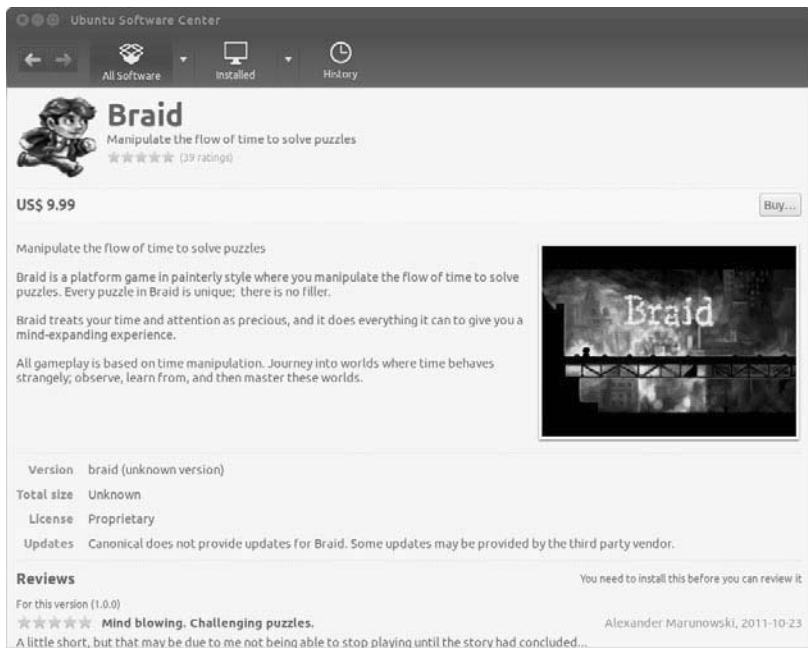 Ubuntu Software Center
All Software
Installed
History
Braid
Manipulate the flow of time to solve puzzles
(39 ratings)
US$ 9.99
Buy...
Manipulate the flow of time to solve puzzles
Braid is a platform game in painterly style where you manipulate the flow of time to solve
puzzles. Every puzzle in Braid is unique; there is no filler.
Braid treats your time and attention as precious, and it does everything it can to give you a
mind-expanding experience.
All gameplay is based on time manipulation. Journey into worlds where time behaves
strangely; observe, learn from, and then master these worlds.
Braid
Version braid (unknown version)
Total size Unknown
License Proprietary
Updates Canonical does not provide updates for Braid. Some updates may be provided by the third party vendor.
Reviews You need to install this before you can review it
For this version (1.0.0)
Mind blowing. Challenging puzzles. Alexander Marunowski, 2011-10-23
A little short, but that may be due to me not being able to stop playing until the story had concluded...